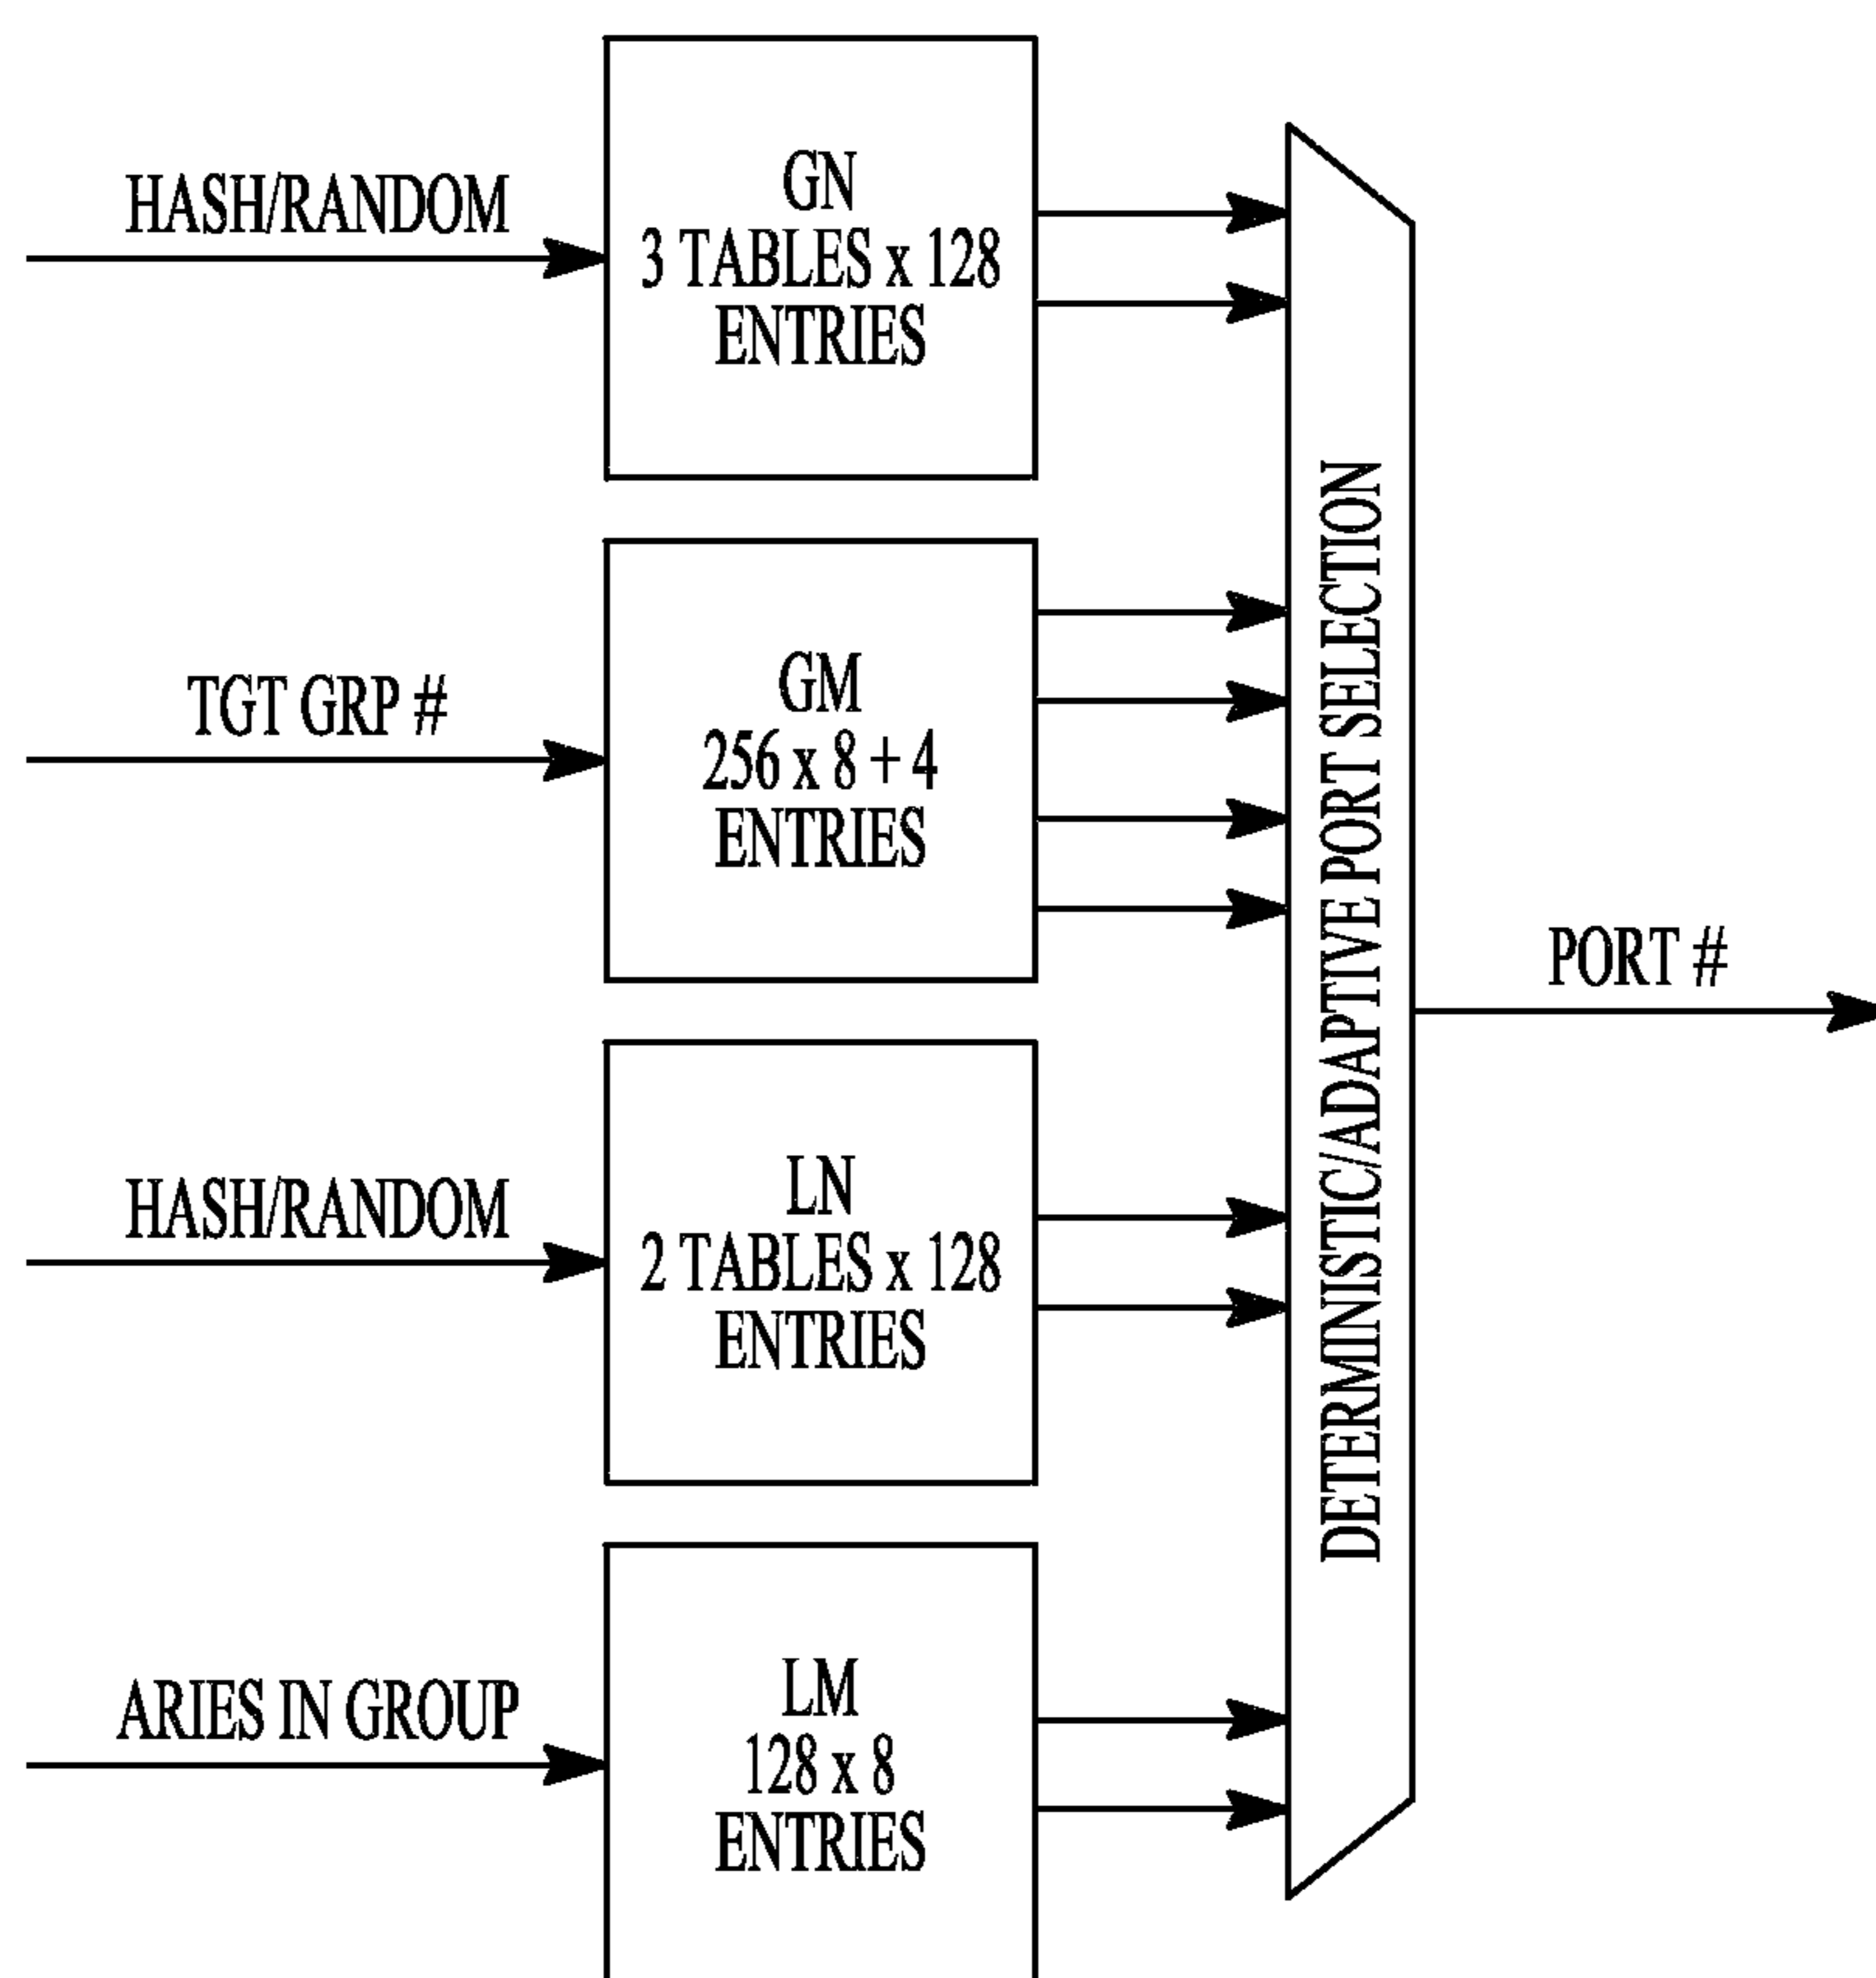 HASH/RANDOM
GN
3 TABLES x 128
ENTRIES
TGT GRP #
GM
256 x 8 + 4
ENTRIES
HASH/RANDOM
LN
2 TABLES x 128
ENTRIES
ARIES IN GROUP
LM
128 x 8
ENTRIES
DETERMINISTIC/ADAPTIVE PORT SELECTION
PORT #